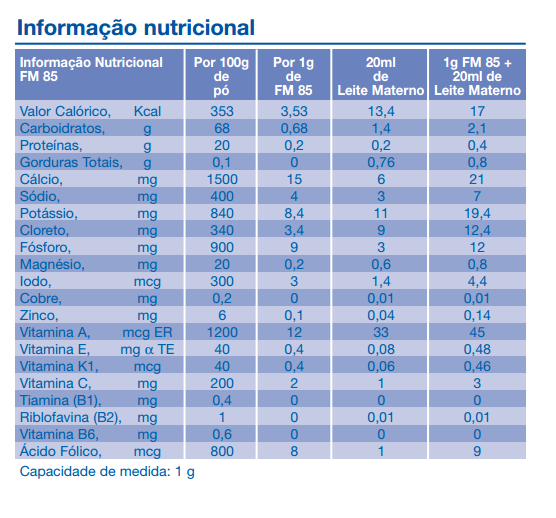 Informação nutricional
Informação Nutricional FM 85 Por 100g de pó Por 1g de FM 85 20ml de Leite Materno 1g FM 85 + 20ml de Leite Materno
Valor Calórico, Kcal 353 3,53 13,4 17
Carboidratos, g 68 0,68 1,4 2,1
Proteínas, g 20 0,2 0,2 0,4
Gorduras Totais, g 0,1 0 0,76 0,8
Cálcio, mg 1500 15 6 21
Sódio, mg 400 4 3 7
Potássio, mg 840 8,4 11 19,4
Cloreto, mg 340 3,4 9 12,4
Fósforo, mg 900 9 3 12
Magnésio, mg 20 0,2 0,6 0,8
Iodo, mcg 300 3 1,4 4,4
Cobre, mg 0,2 0 0,01 0,01
Zinco, mg 6 0,1 0,04 0,14
Vitamina A, mcg ER 1200 12 33 45
Vitamina E, mg α TE 40 0,4 0,08 0,48
Vitamina K1, mcg 40 0,4 0,06 0,46
Vitamina C, mg 200 2 1 3
Tiamina (B1), mg 0,4 0 0 0
Riblofavina (B2), mg 1 0 0,01 0,01
Vitamina B6, mg 0,6 0 0 0
Ácido Fólico, mcg 800 8 1 9
Capacidade de medida: 1 g